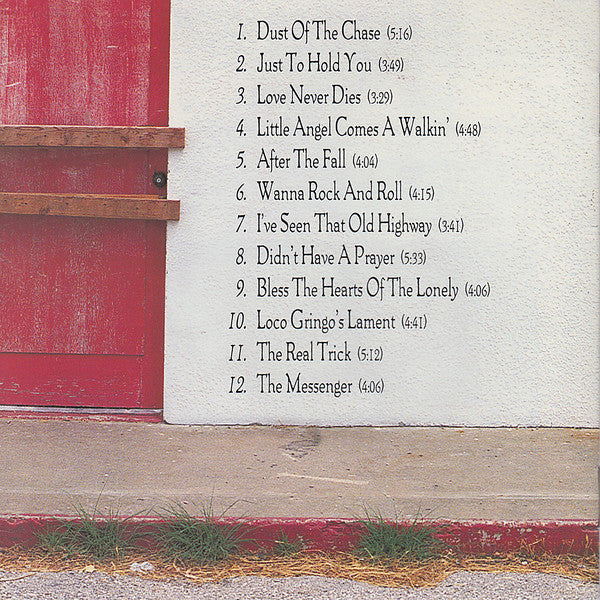 1. Dust Of The Chase (5:16)
2. Just To Hold You (3:49)
3. Love Never Dies (3:29)
4. Little Angel Comes A Walkin' (4:48)
5. After The Fall (4:04)
6. Wanna Rock And Roll (4:15)
7. I've Seen That Old Highway (3:41)
8. Didn't Have A Prayer (5:33)
9. Bless The Hearts Of The Lonely (4:06)
10. Loco Gringo's Lament (4:41)
11. The Real Trick (5:12)
12. The Messenger (4:06)